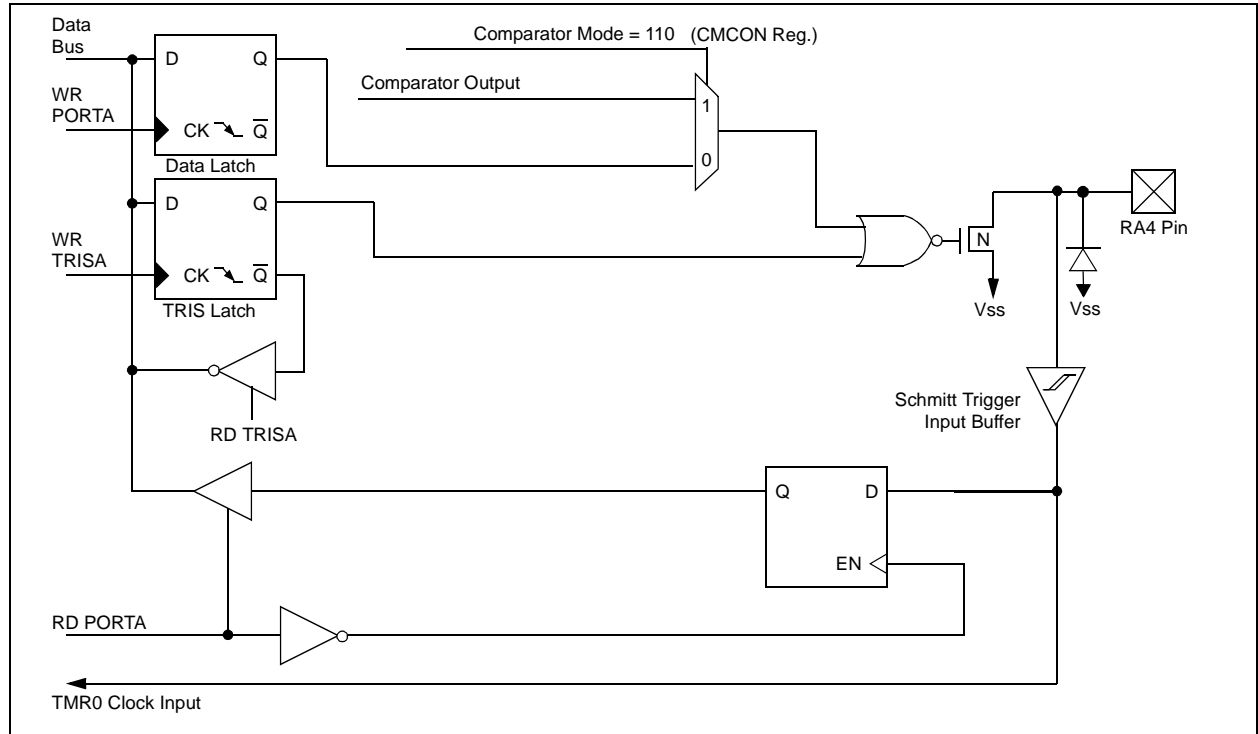 Data
Bus
D
Q
Comparator Mode = 110 (CMCON Reg.)
Comparator Output
WR
PORTA
1
CK
Q
0
Data Latch
D
Q
RA4 Pin
WR
TRISA
N
CK
Q
TRIS Latch
Vss
Vss
Schmitt Trigger
Input Buffer
RD TRISA
Q
D
EN
RD PORTA
TMR0 Clock Input